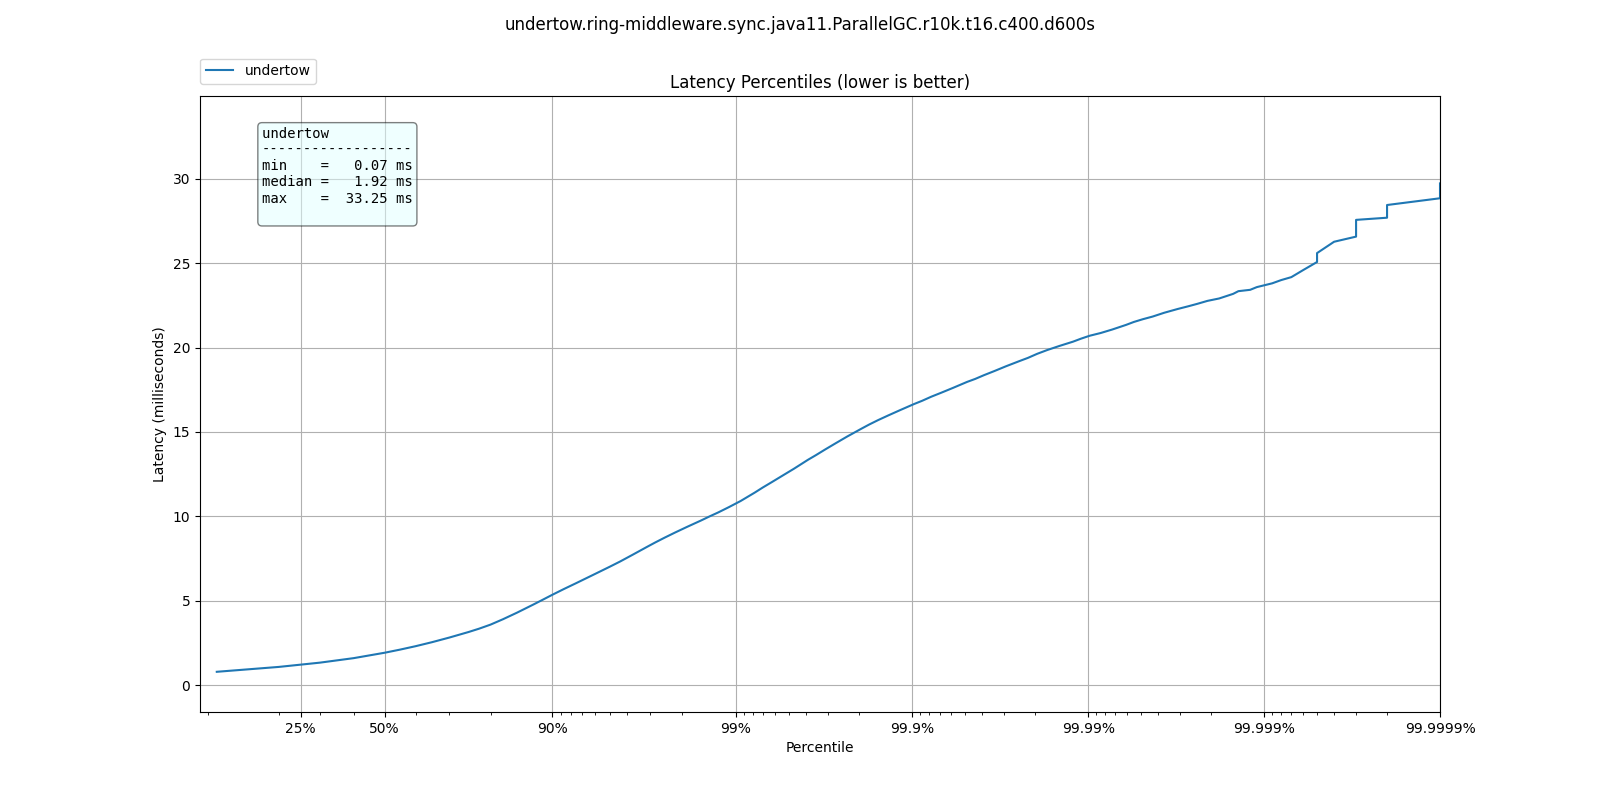 undertow.ring-middleware.sync.java11.ParallelGC.r10k.t16.c400.d600s
undertow
Latency Percentiles (lower is better)
undertow
------------------
min    =   0.07 ms
median =   1.92 ms
max    =  33.25 ms
30
25
20
15
10
5
0
Latency (milliseconds)
25% 50% 90% 99% 99.9% 99.99% 99.999% 99.9999%
Percentile